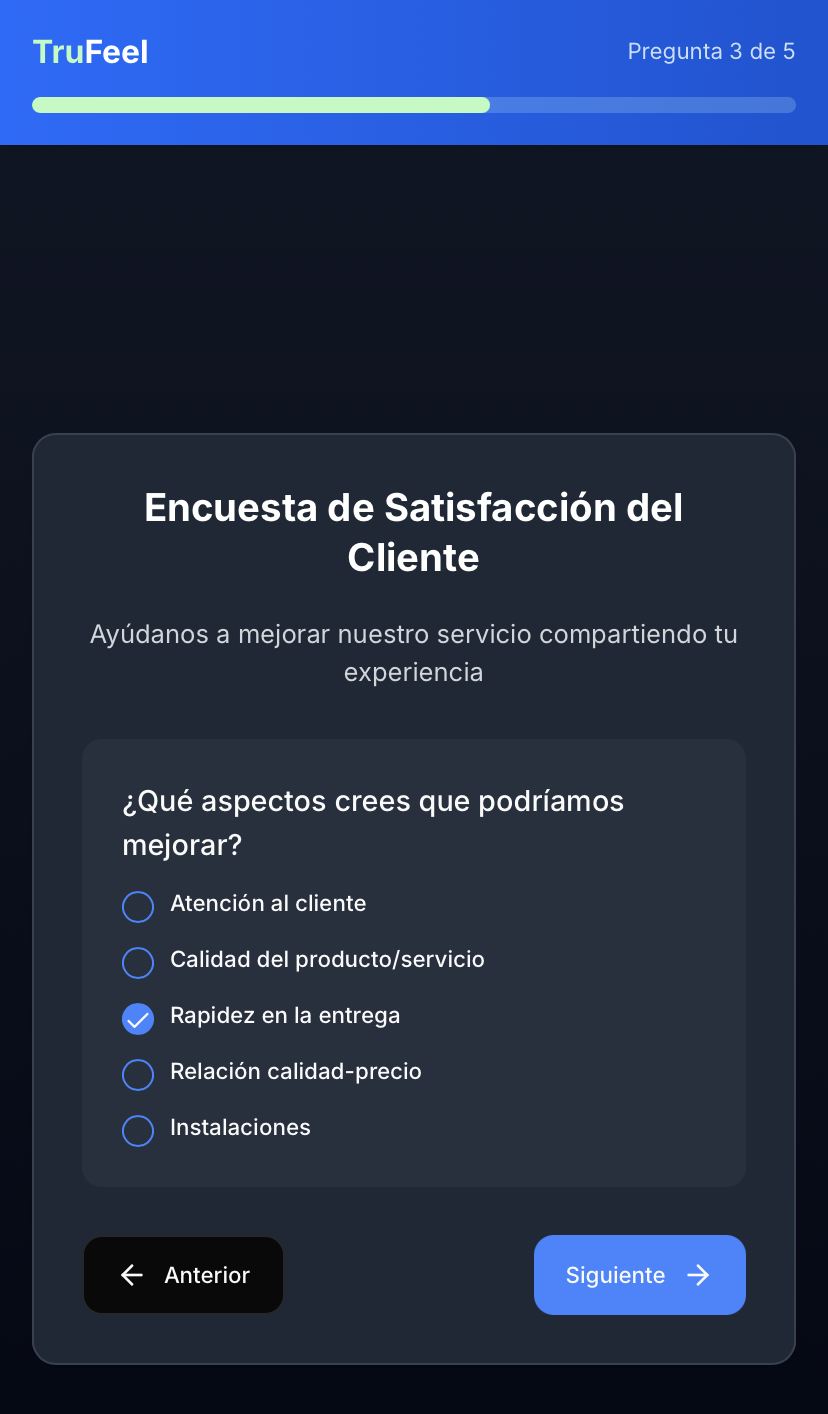 TruFeel
Pregunta 3 de 5
Encuesta de Satisfacción del
Cliente
Ayúdanos a mejorar nuestro servicio compartiendo tu
experiencia
¿Qué aspectos crees que podríamos
mejorar?
Atención al cliente
Calidad del producto/servicio
Rapidez en la entrega
Relación calidad-precio
Instalaciones
Anterior
Siguiente